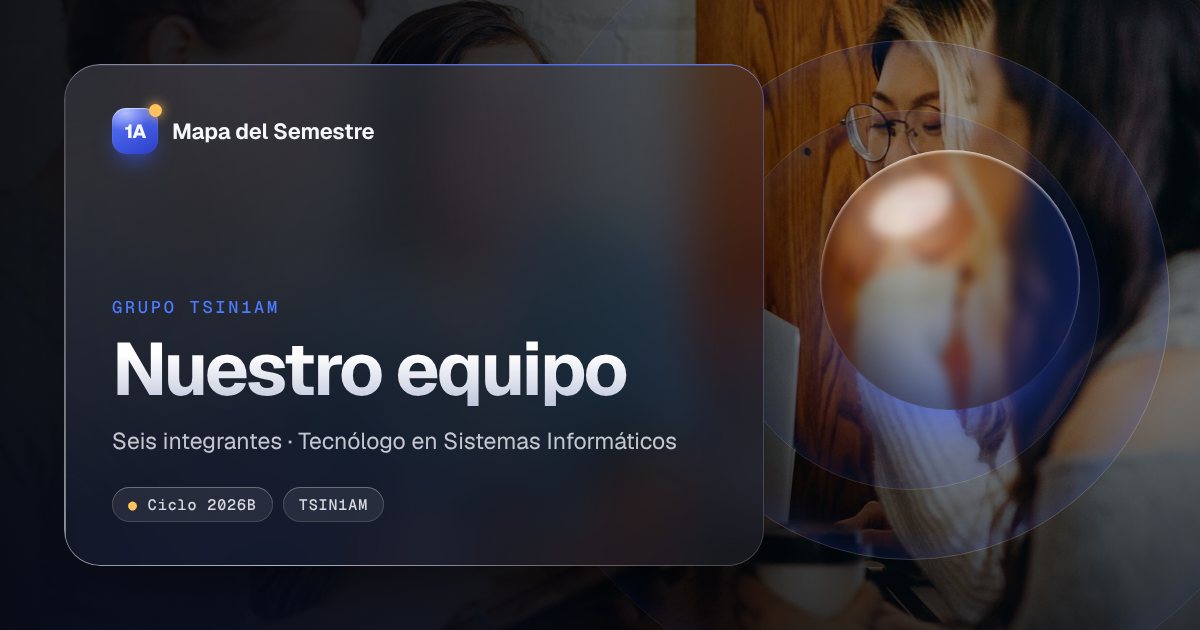 1A
Mapa del Semestre
GRUPO TSIN1AM
Nuestro equipo
Seis integrantes · Tecnólogo en Sistemas Informáticos
Ciclo 2026B
TSIN1AM